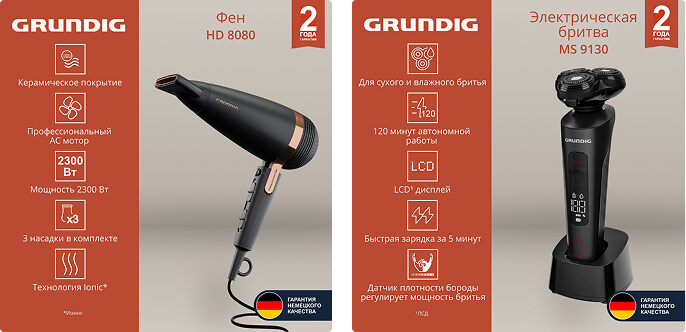 GRUNDIG
Фен
HD 8080
2
ГОДА
ГАРАНТИИ
Керамическое покрытие
Профессиональный
AC мотор
2300
Вт
Мощность 2300 Вт
x3
3 насадки в комплекте
Технология Ionic*
*Ионик
GRUNDIG
ГАРАНТИЯ
НЕМЕЦКОГО
КАЧЕСТВА
GRUNDIG
Электрическая
бритва
MS 9130
2
ГОДА
ГАРАНТИИ
Для сухого и влажного бритья
120
120 минут автономной
работы
LCD
LCD¹ дисплей
Быстрая зарядка за 5 минут
Датчик плотности бороды
регулирует мощность бритья
¹ЛСД
GRUNDIG
ГАРАНТИЯ
НЕМЕЦКОГО
КАЧЕСТВА